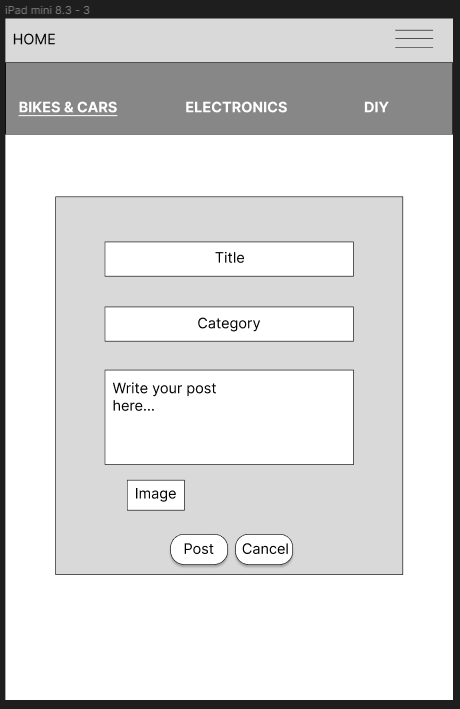 iPad mini 8.3 - 3
HOME
BIKES & CARS ELECTRONICS DIY
Title
Category
Write your post
here...
Image
Post Cancel